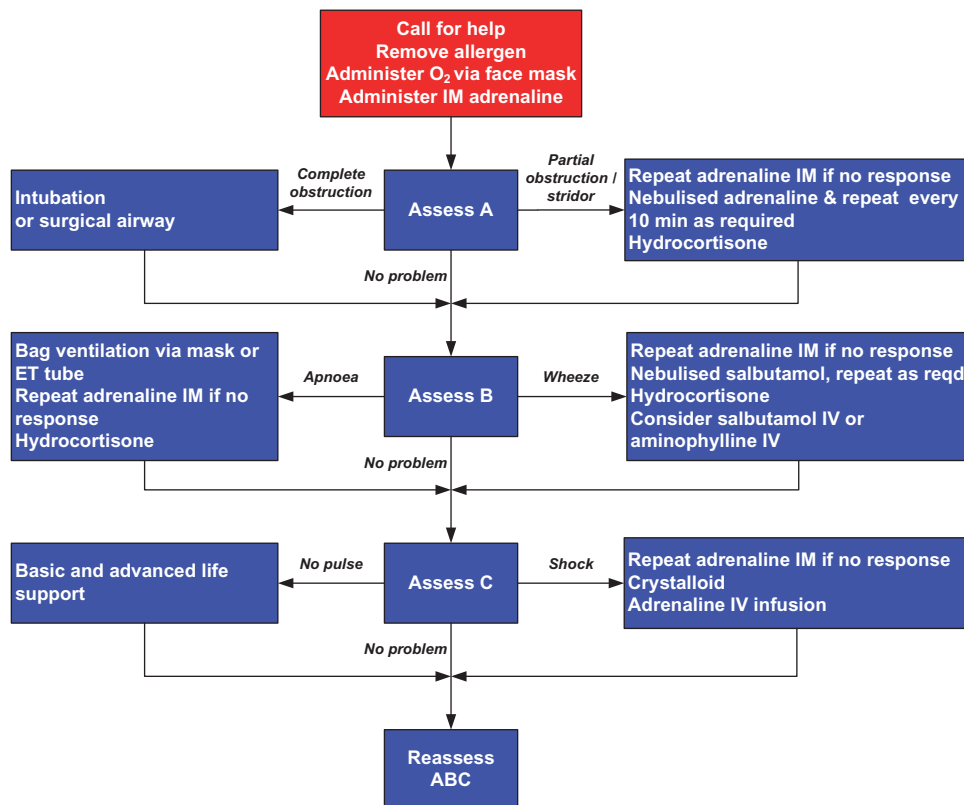 Call for help
Remove allergen
Administer O₂ via face mask
Administer IM adrenaline
Complete
obstruction
Partial
obstruction /
stridor
Intubation
or surgical airway
Assess A
Repeat adrenaline IM if no response
Nebulised adrenaline & repeat every
10 min as required
Hydrocortisone
No problem
Bag ventilation via mask or
ET tube
Repeat adrenaline IM if no
response
Hydrocortisone
Apnoea
Assess B
Wheeze
Repeat adrenaline IM if no response
Nebulised salbutamol, repeat as reqd
Hydrocortisone
Consider salbutamol IV or
aminophylline IV
No problem
Basic and advanced life
support
No pulse
Assess C
Shock
Repeat adrenaline IM if no response
Crystalloid
Adrenaline IV infusion
No problem
Reassess
ABC